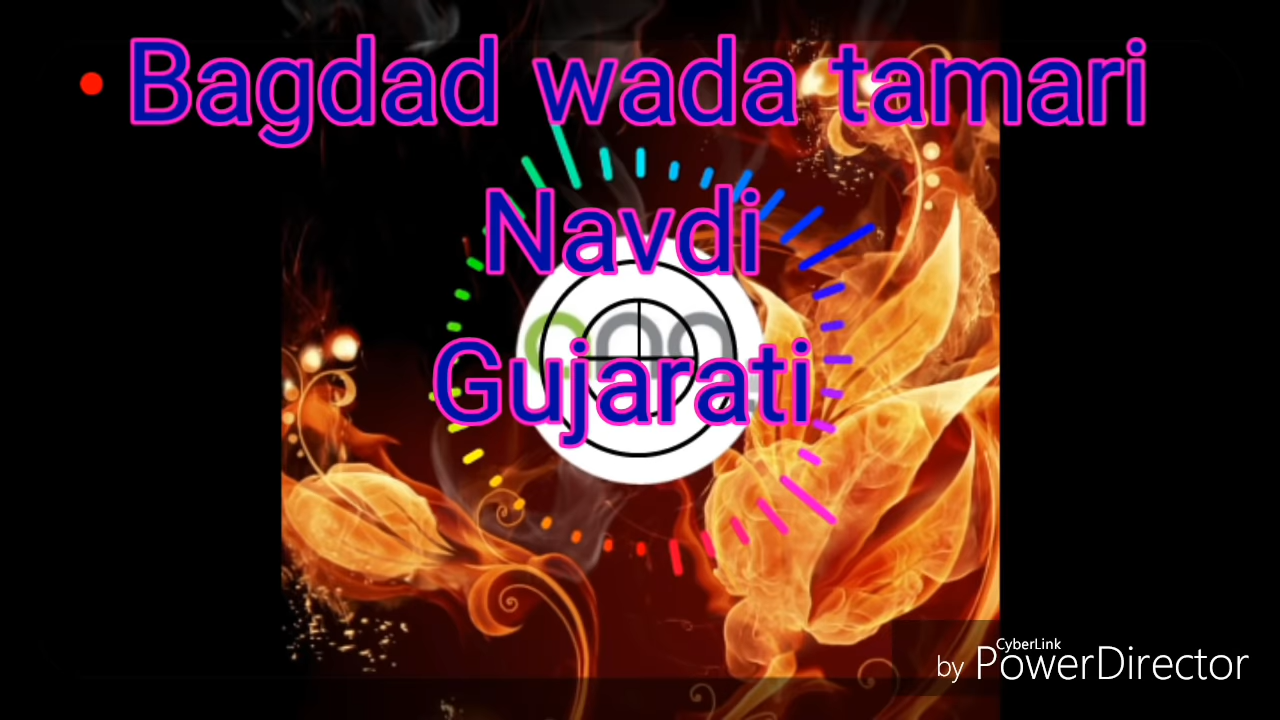 • Bagdad wada tamari
Navdi
Gujarati
CyberLink
by PowerDirector